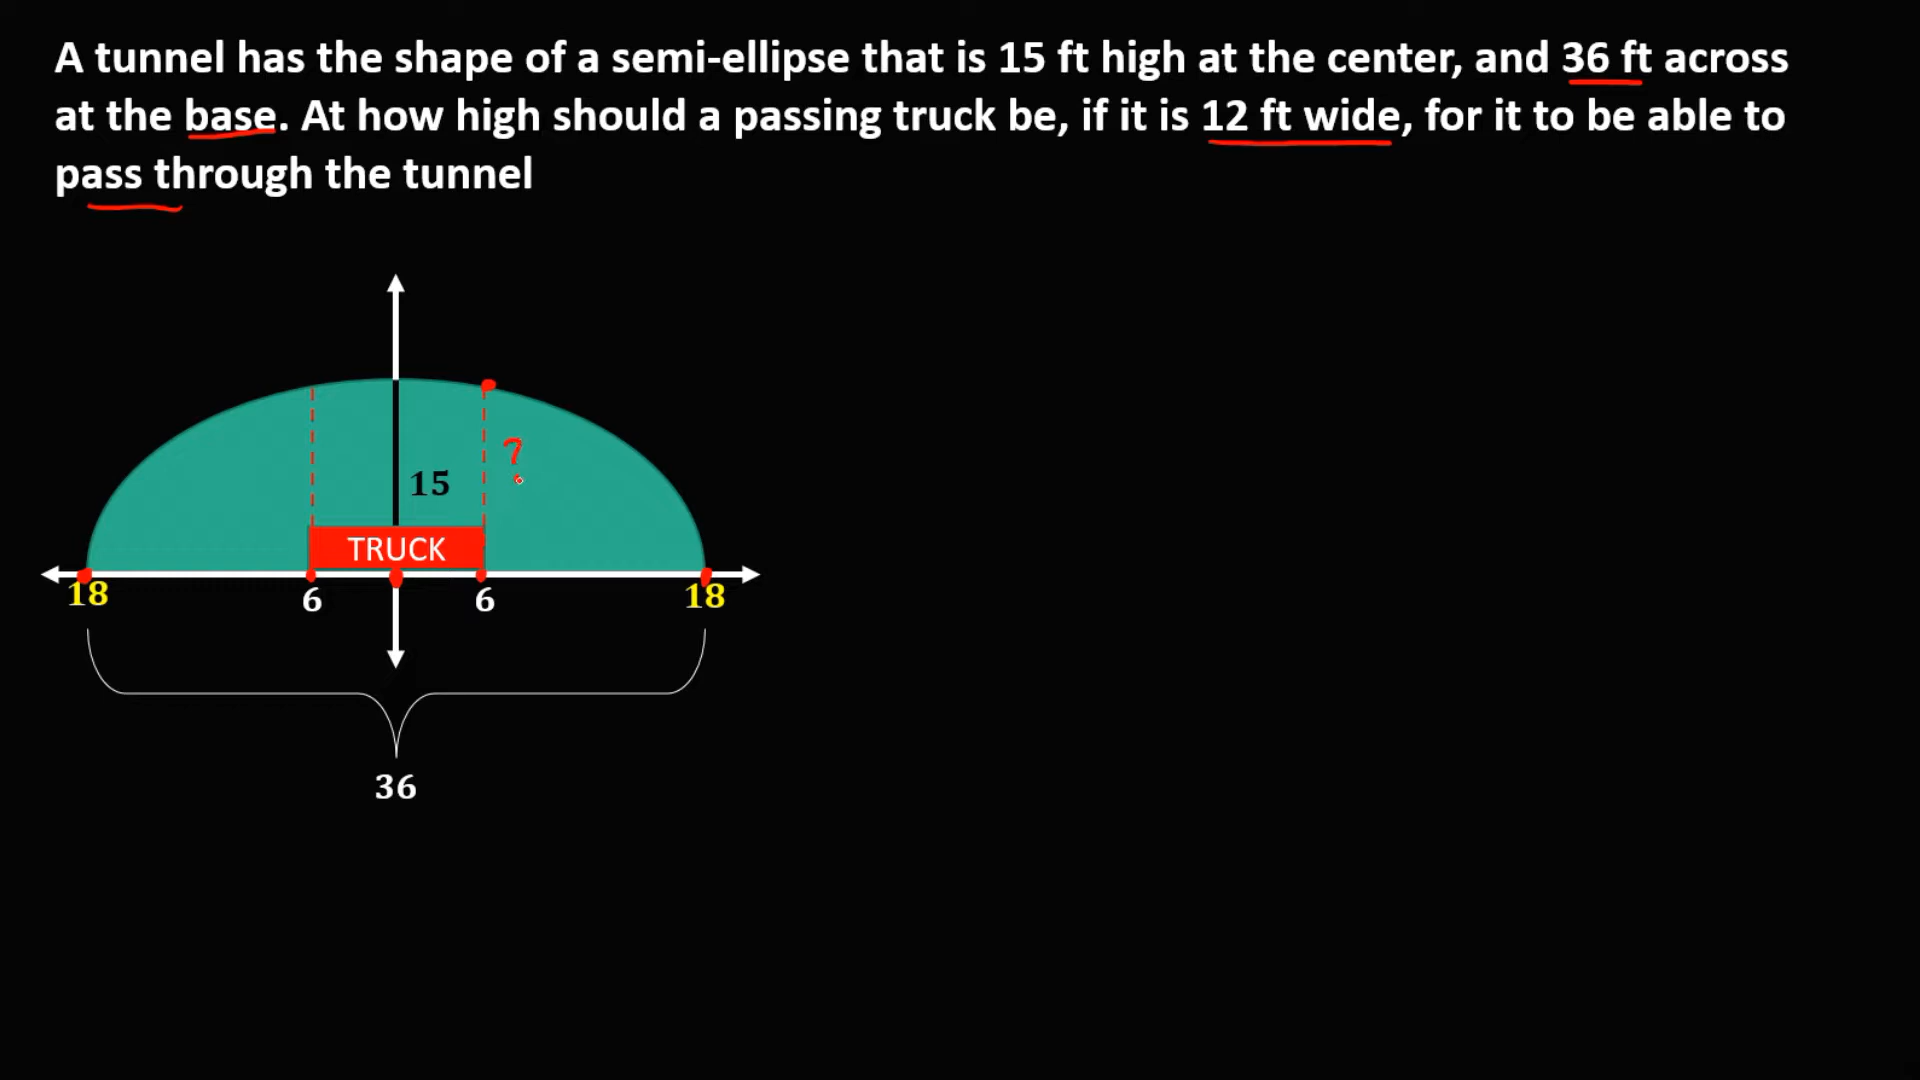 A tunnel has the shape of a semi-ellipse that is 15 ft high at the center, and 36 ft across
at the base. At how high should a passing truck be, if it is 12 ft wide, for it to be able to
pass through the tunnel
?
15
TRUCK
18
6
6
18
36